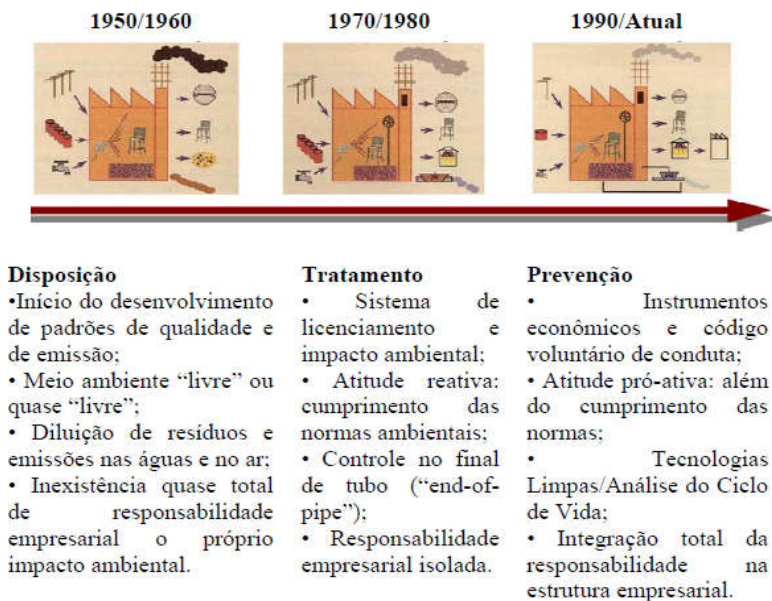 1950/1960
1970/1980
1990/Atual
Disposição
•Início do desenvolvimento
de padrões de qualidade e
de emissão;
• Meio ambiente “livre” ou
quase “livre”;
• Diluição de resíduos e
emissões nas águas e no ar;
• Inexistência quase total
de responsabilidade
empresarial o próprio
impacto ambiental.
Tratamento
• Sistema de
licenciamento e
impacto ambiental;
• Atitude reativa:
cumprimento das
normas ambientais;
• Controle no final
de tubo (“end-of-
pipe”);
• Responsabilidade
empresarial isolada.
Prevenção
• Instrumentos
econômicos e código
voluntário de conduta;
• Atitude pró-ativa: além
do cumprimento das
normas;
• Tecnologias
Limpas/Análise do Ciclo
de Vida;
• Integração total da
responsabilidade na
estrutura empresarial.